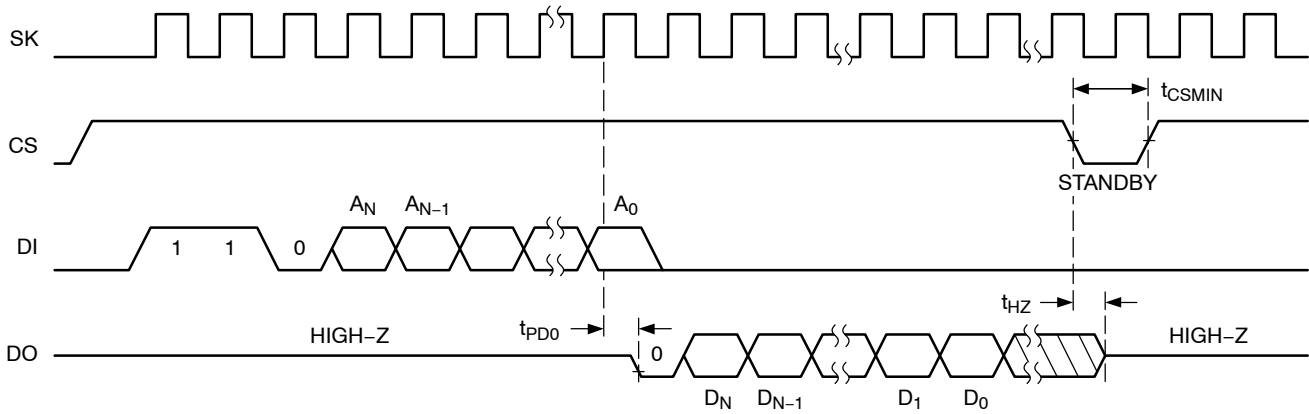 SK
t_CSMIN
CS
STANDBY
A_N A_N−1 A_0
DI 1 1 0
t_HZ
t_PD0
HIGH−Z HIGH−Z
DO 0
D_N D_N−1 D_1 D_0